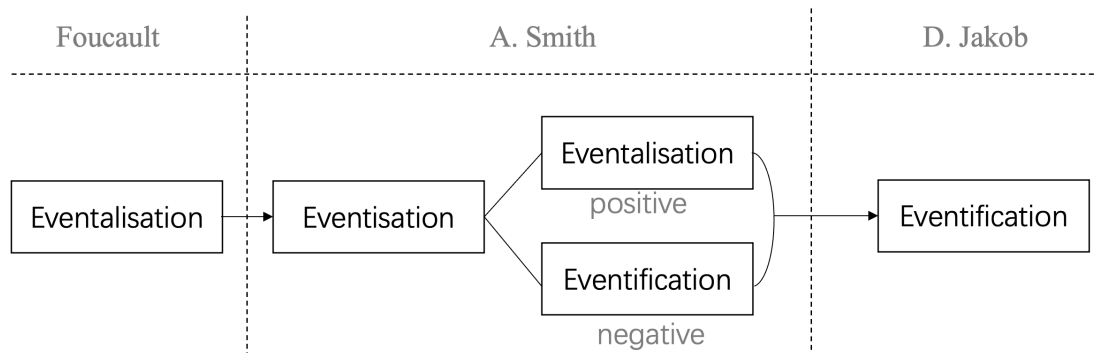 Foucault
A. Smith
D. Jakob
Eventalisation
Eventisation
Eventalisation
positive
Eventification
negative
Eventification